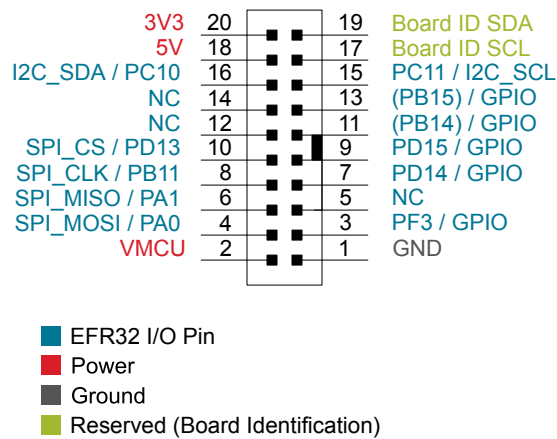 3V3 20 19 Board ID SDA
5V 18 17 Board ID SCL
I2C_SDA / PC10 16 15 PC11 / I2C_SCL
NC 14 13 (PB15) / GPIO
NC 12 11 (PB14) / GPIO
SPI_CS / PD13 10 9 PD15 / GPIO
SPI_CLK / PB11 8 7 PD14 / GPIO
SPI_MISO / PA1 6 5 NC
SPI_MOSI / PA0 4 3 PF3 / GPIO
VMCU 2 1 GND
EFR32 I/O Pin
Power
Ground
Reserved (Board Identification)